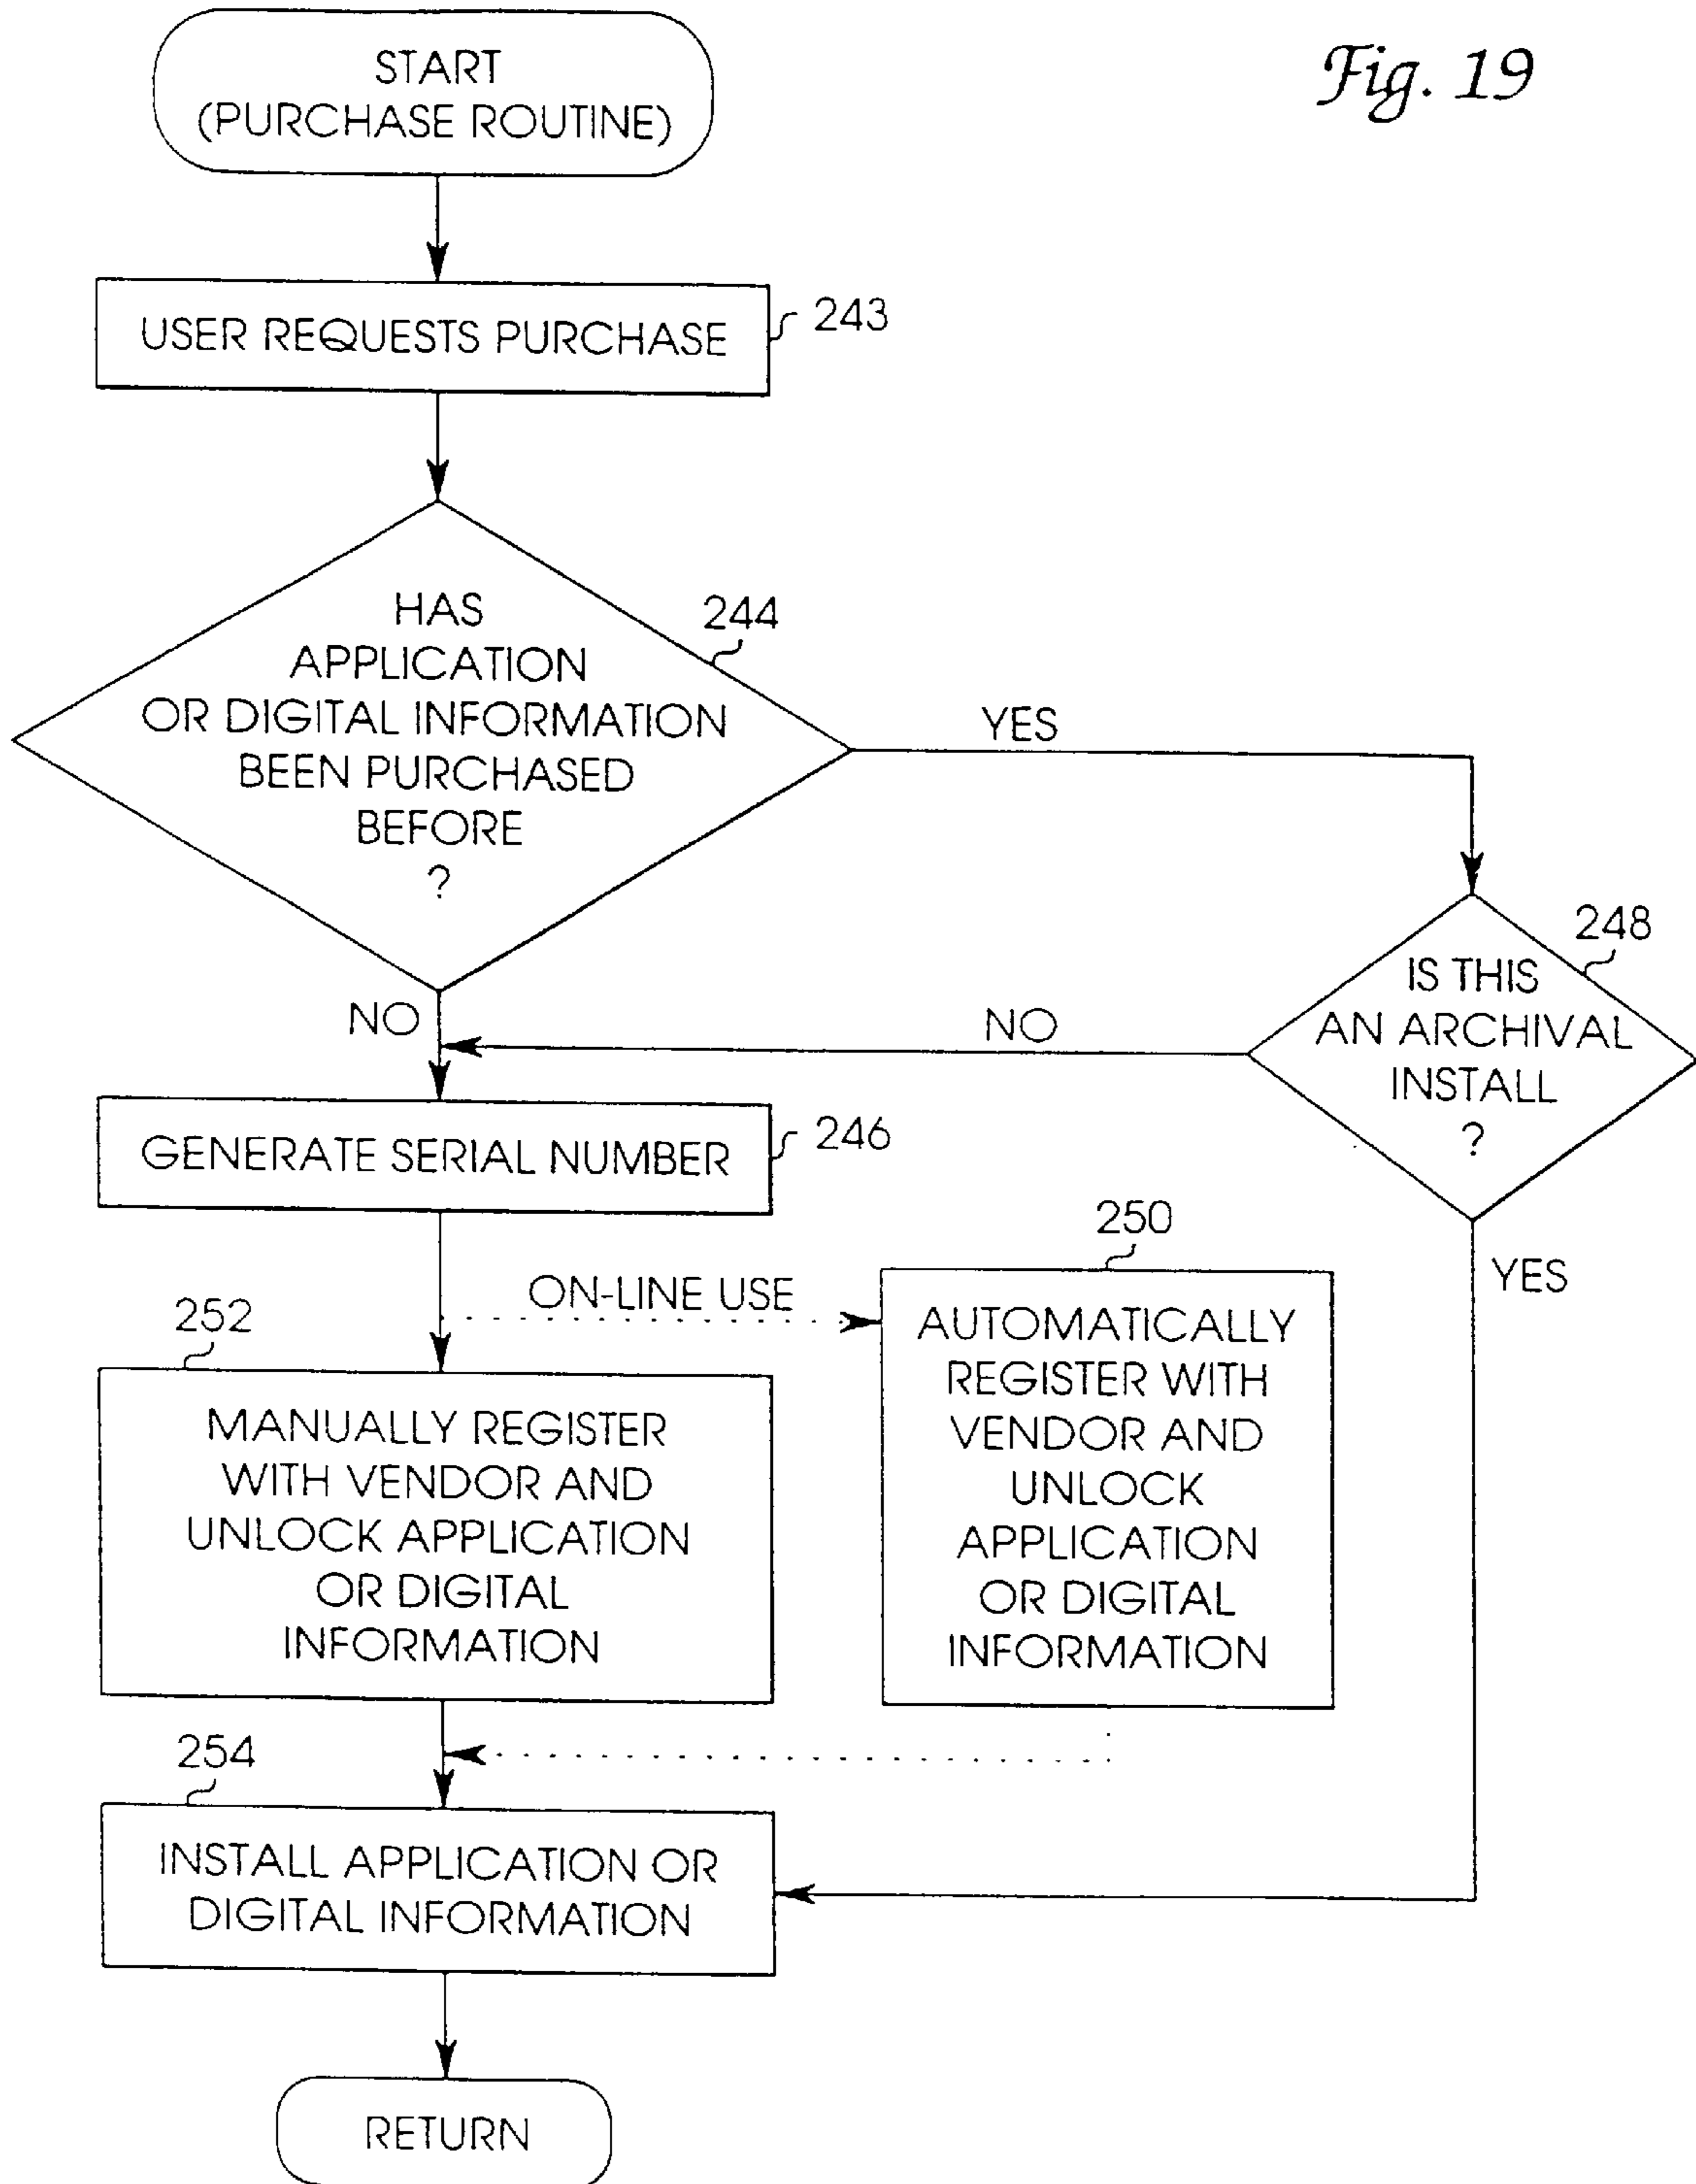 Fig. 19
START
(PURCHASE ROUTINE)
USER REQUESTS PURCHASE
243
HAS
APPLICATION
OR DIGITAL INFORMATION
BEEN PURCHASED
BEFORE
?
244
YES
NO
248
IS THIS
AN ARCHIVAL
INSTALL
?
NO
YES
GENERATE SERIAL NUMBER
246
ON-LINE USE
250
AUTOMATICALLY
REGISTER WITH
VENDOR AND
UNLOCK
APPLICATION
OR DIGITAL
INFORMATION
252
MANUALLY REGISTER
WITH VENDOR AND
UNLOCK APPLICATION
OR DIGITAL
INFORMATION
254
INSTALL APPLICATION OR
DIGITAL INFORMATION
RETURN